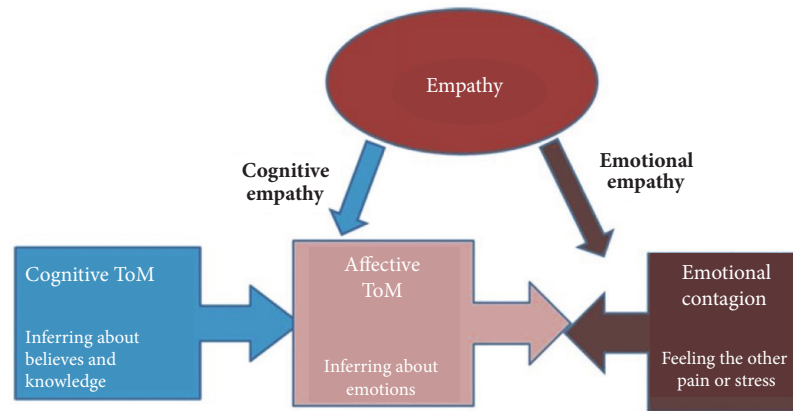 Empathy
Cognitive
empathy
Emotional
empathy
Cognitive ToM
Inferring about
believes and
knowledge
Affective
ToM
Inferring about
emotions
Emotional
contagion
Feeling the other
pain or stress